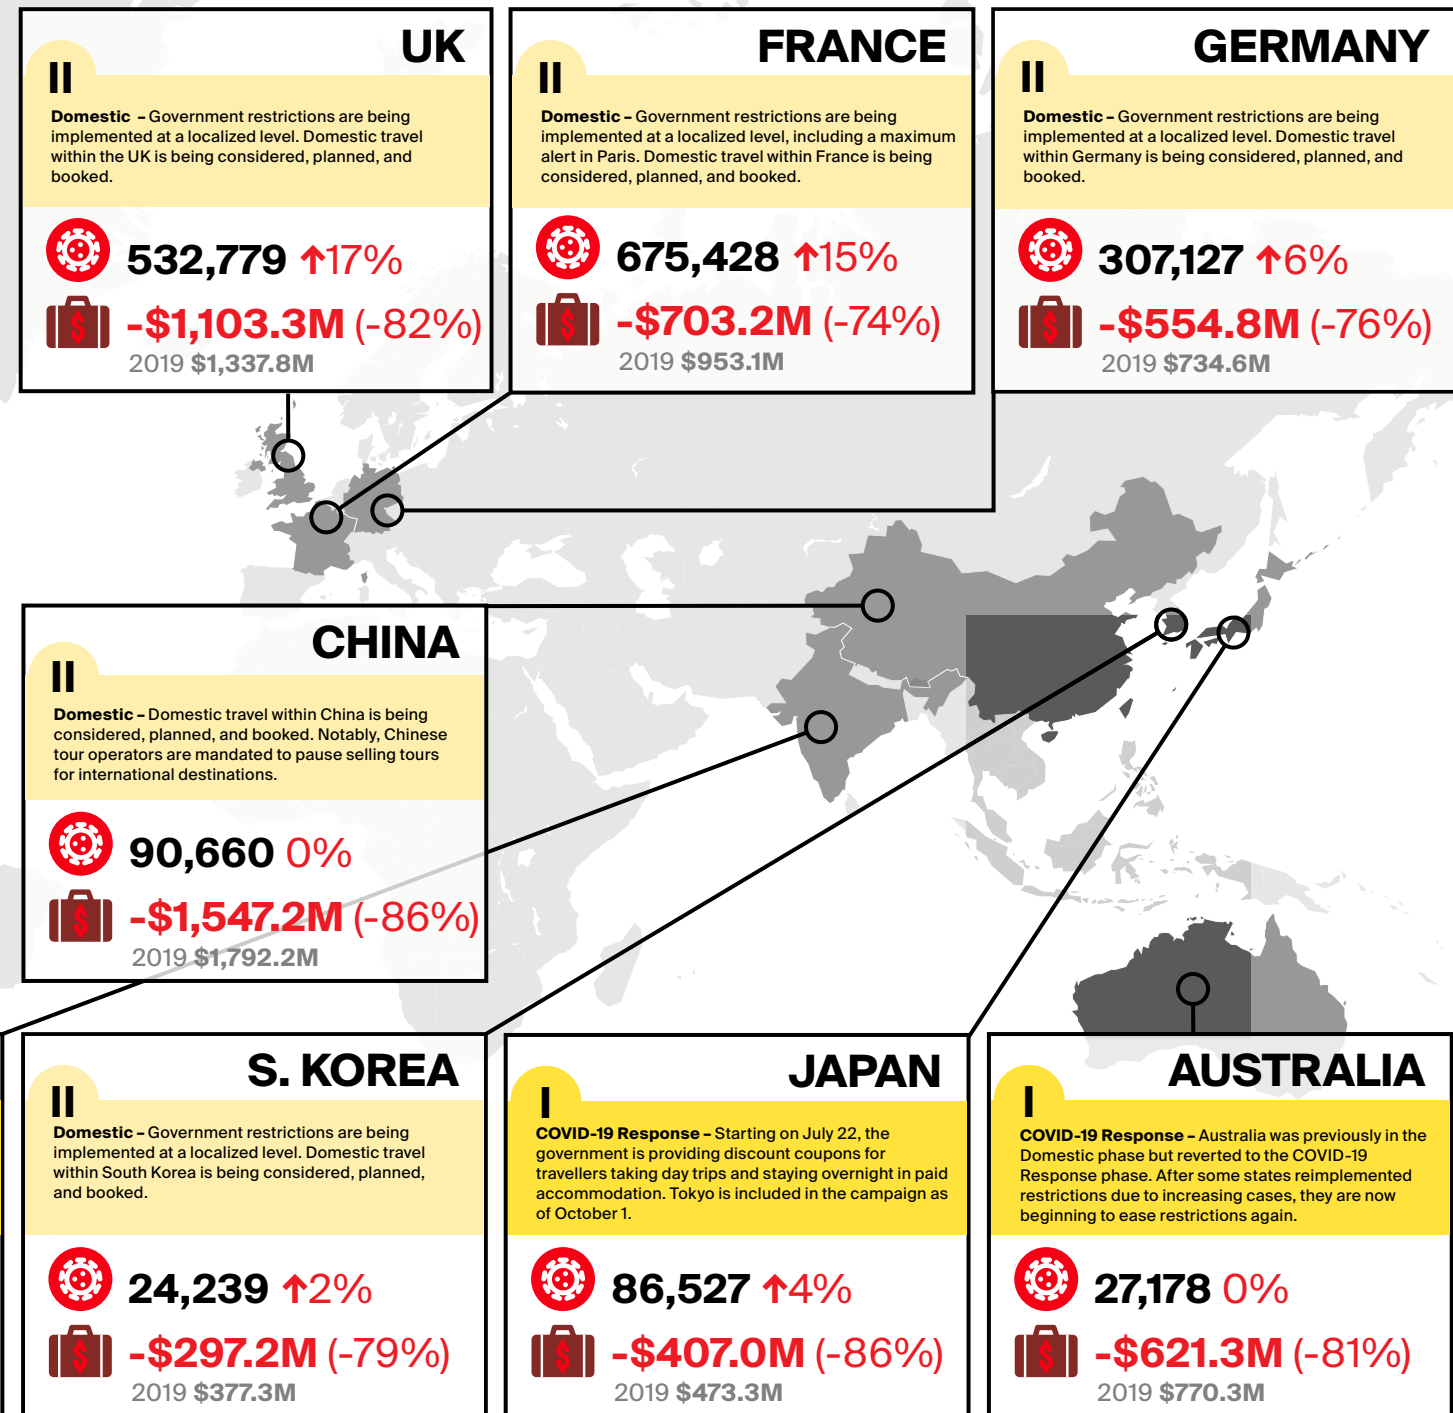 UK
II
Domestic – Government restrictions are being
implemented at a localized level. Domestic travel
within the UK is being considered, planned, and
booked.
532,779 ↑17%
-$1,103.3M (-82%)
2019 $1,337.8M
FRANCE
II
Domestic – Government restrictions are being
implemented at a localized level, including a maximum
alert in Paris. Domestic travel within France is being
considered, planned, and booked.
675,428 ↑15%
-$703.2M (-74%)
2019 $953.1M
GERMANY
II
Domestic – Government restrictions are being
implemented at a localized level. Domestic travel
within Germany is being considered, planned, and
booked.
307,127 ↑6%
-$554.8M (-76%)
2019 $734.6M
CHINA
II
Domestic – Domestic travel within China is being
considered, planned, and booked. Notably, Chinese
tour operators are mandated to pause selling tours
for international destinations.
90,660 0%
-$1,547.2M (-86%)
2019 $1,792.2M
S. KOREA
II
Domestic – Government restrictions are being
implemented at a localized level. Domestic travel
within South Korea is being considered, planned,
and booked.
24,239 ↑2%
-$297.2M (-79%)
2019 $377.3M
JAPAN
I
COVID-19 Response – Starting on July 22, the
government is providing discount coupons for
travellers taking day trips and staying overnight in paid
accommodation. Tokyo is included in the campaign as
of October 1.
86,527 ↑4%
-$407.0M (-86%)
2019 $473.3M
AUSTRALIA
I
COVID-19 Response – Australia was previously in the
Domestic phase but reverted to the COVID-19
Response phase. After some states reimplemented
restrictions due to increasing cases, they are now
beginning to ease restrictions again.
27,178 0%
-$621.3M (-81%)
2019 $770.3M